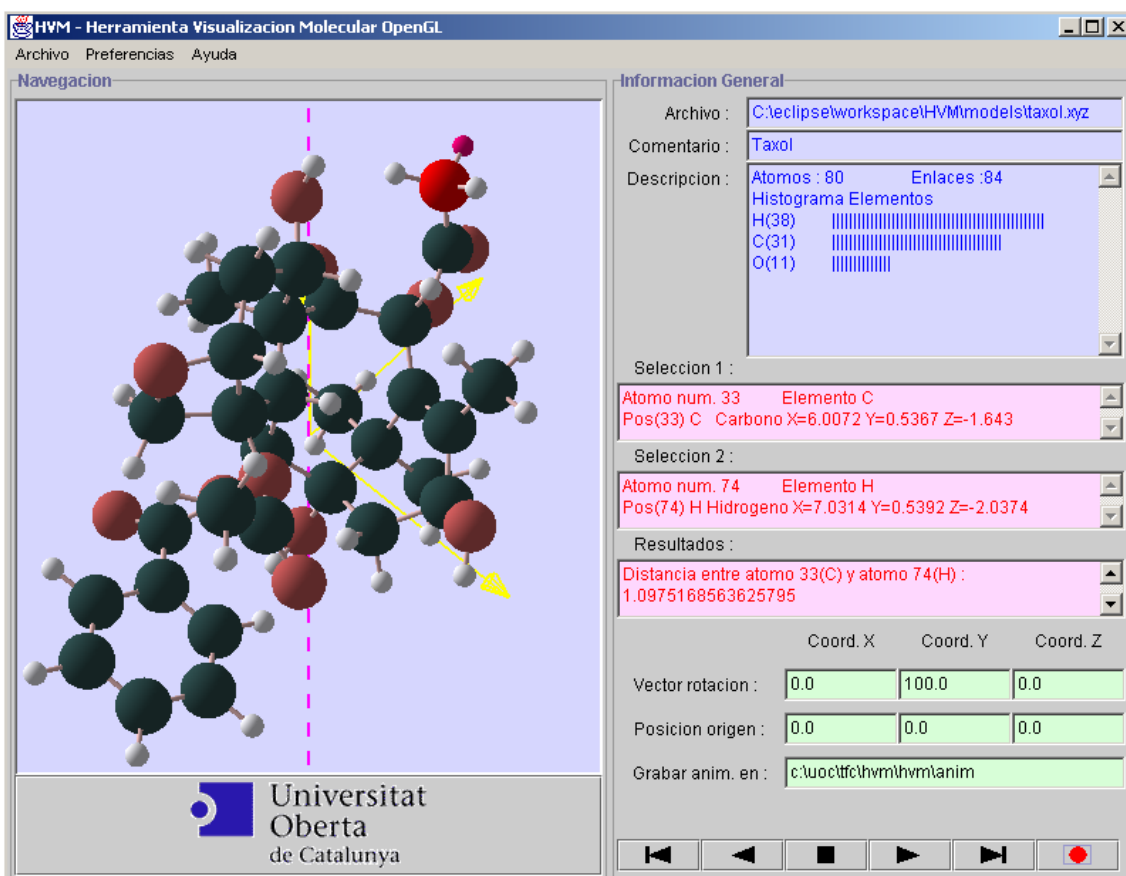 HVM - Herramienta Visualizacion Molecular OpenGL
Archivo Preferencias Ayuda
Navegacion
Informacion General
Archivo : C:\eclipse\workspace\HVM\models\taxol.xyz
Comentario : Taxol
Descripcion : Atomos : 80 Enlaces :84
Histograma Elementos
H(38)
C(31)
O(11)
Seleccion 1 :
Atomo num. 33 Elemento C
Pos(33) C Carbono X=6.0072 Y=0.5367 Z=-1.643
Seleccion 2 :
Atomo num. 74 Elemento H
Pos(74) H Hidrogeno X=7.0314 Y=0.5392 Z=-2.0374
Resultados :
Distancia entre atomo 33(C) y atomo 74(H) :
1.0975168563625795
Coord. X Coord. Y Coord. Z
Vector rotacion : 0.0 100.0 0.0
Posicion origen : 0.0 0.0 0.0
Grabar anim. en : c:\uoc\tfc\hvm\hvm\anim
Universitat
Oberta
de Catalunya